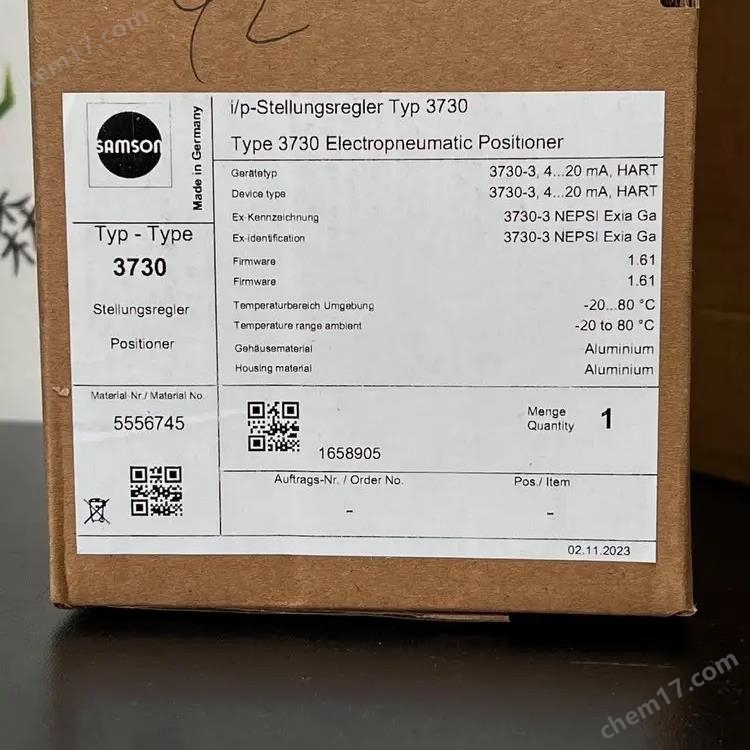 92
SAMSON
Made in Germany
Typ - Type
3730
Stellungsregler
Positioner
Material-Nr./ Material No.
5556745
i/p-Stellungsregler Typ 3730
Type 3730 Electropneumatic Positioner
Gerätetyp 3730-3, 4...20 mA, HART
Device type 3730-3, 4...20 mA, HART
Ex-Kennzeichnung 3730-3 NEPSI Exia Ga
Ex-identification 3730-3 NEPSI Exia Ga
Firmware 1.61
Firmware 1.61
Temperaturbereich Umgebung -20...80 °C
Temperature range ambient -20 to 80 °C
Gehäusematerial Aluminium
Housing material Aluminium
1658905
Menge
Quantity 1
Auftrags-Nr. / Order No. Pos./ Item
- -
02.11.2023
chem17.com